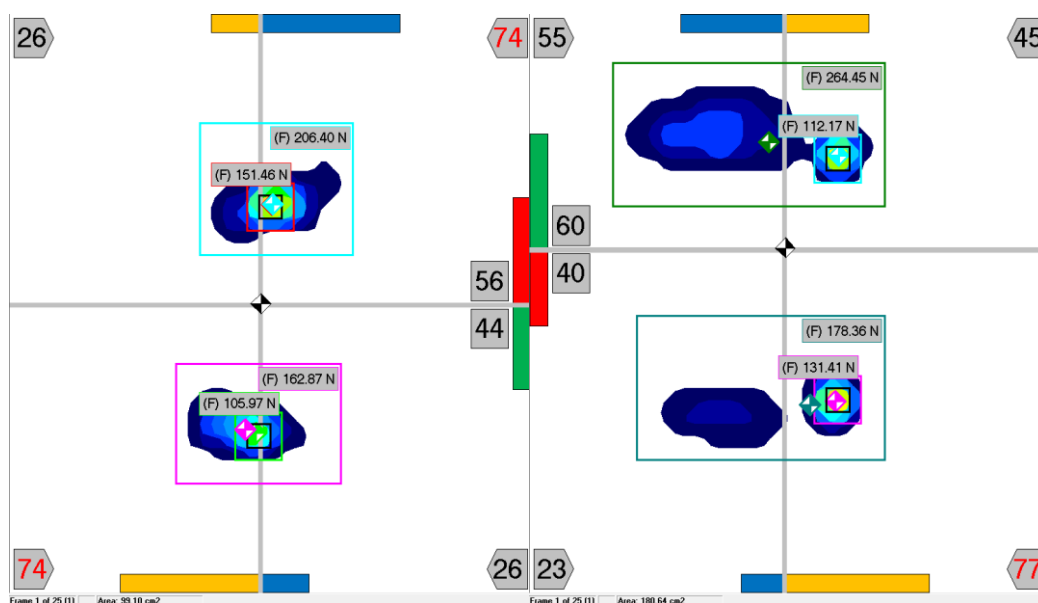 26
74
55
45
(F) 264.45 N
(F) 206.40 N
(F) 112.17 N
(F) 151.46 N
60
56
40
44
(F) 178.36 N
(F) 162.87 N
(F) 131.41 N
(F) 105.97 N
74
26
23
77
Frame 1 of 25 (1)
Area: 99.10 cm2
Frame 1 of 25 (1)
Area: 180.64 cm2